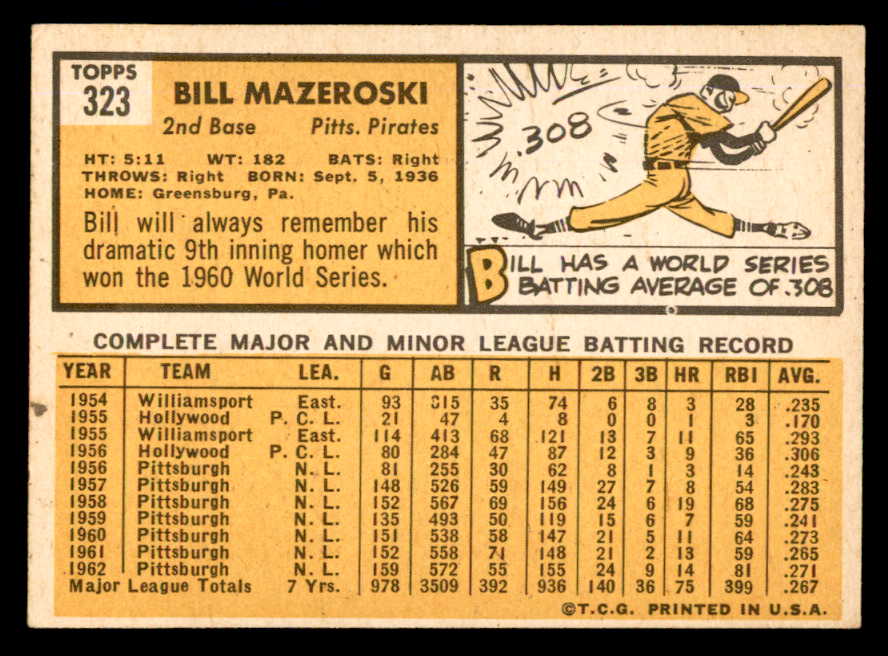 TOPPS
323
BILL MAZEROSKI
2nd Base Pitts. Pirates
HT: 5:11 WT: 182 BATS: Right
THROWS: Right BORN: Sept. 5, 1936
HOME: Greensburg, Pa.
Bill will always remember his
dramatic 9th inning homer which
won the 1960 World Series.
.308
BILL HAS A WORLD SERIES
BATTING AVERAGE OF .308
COMPLETE MAJOR AND MINOR LEAGUE BATTING RECORD
YEAR TEAM LEA. G AB R H 2B 3B HR RBI AVG.
1954 Williamsport East. 93 315 35 74 6 8 3 28 .235
1955 Hollywood P. C. L. 21 47 4 8 0 0 1 3 .170
1955 Williamsport East. 114 413 68 121 13 7 11 65 .293
1956 Hollywood P. C. L. 80 284 47 87 12 3 9 36 .306
1956 Pittsburgh N. L. 81 255 30 62 8 1 3 14 .243
1957 Pittsburgh N. L. 148 526 59 149 27 7 8 54 .283
1958 Pittsburgh N. L. 152 567 69 156 24 6 19 68 .275
1959 Pittsburgh N. L. 135 493 50 119 15 6 7 59 .241
1960 Pittsburgh N. L. 151 538 58 147 21 5 11 64 .273
1961 Pittsburgh N. L. 152 558 71 148 21 2 13 59 .265
1962 Pittsburgh N. L. 159 572 55 155 24 9 14 81 .271
Major League Totals 7 Yrs. 978 3509 392 936 140 36 75 399 .267
©T.C.G. PRINTED IN U.S.A.